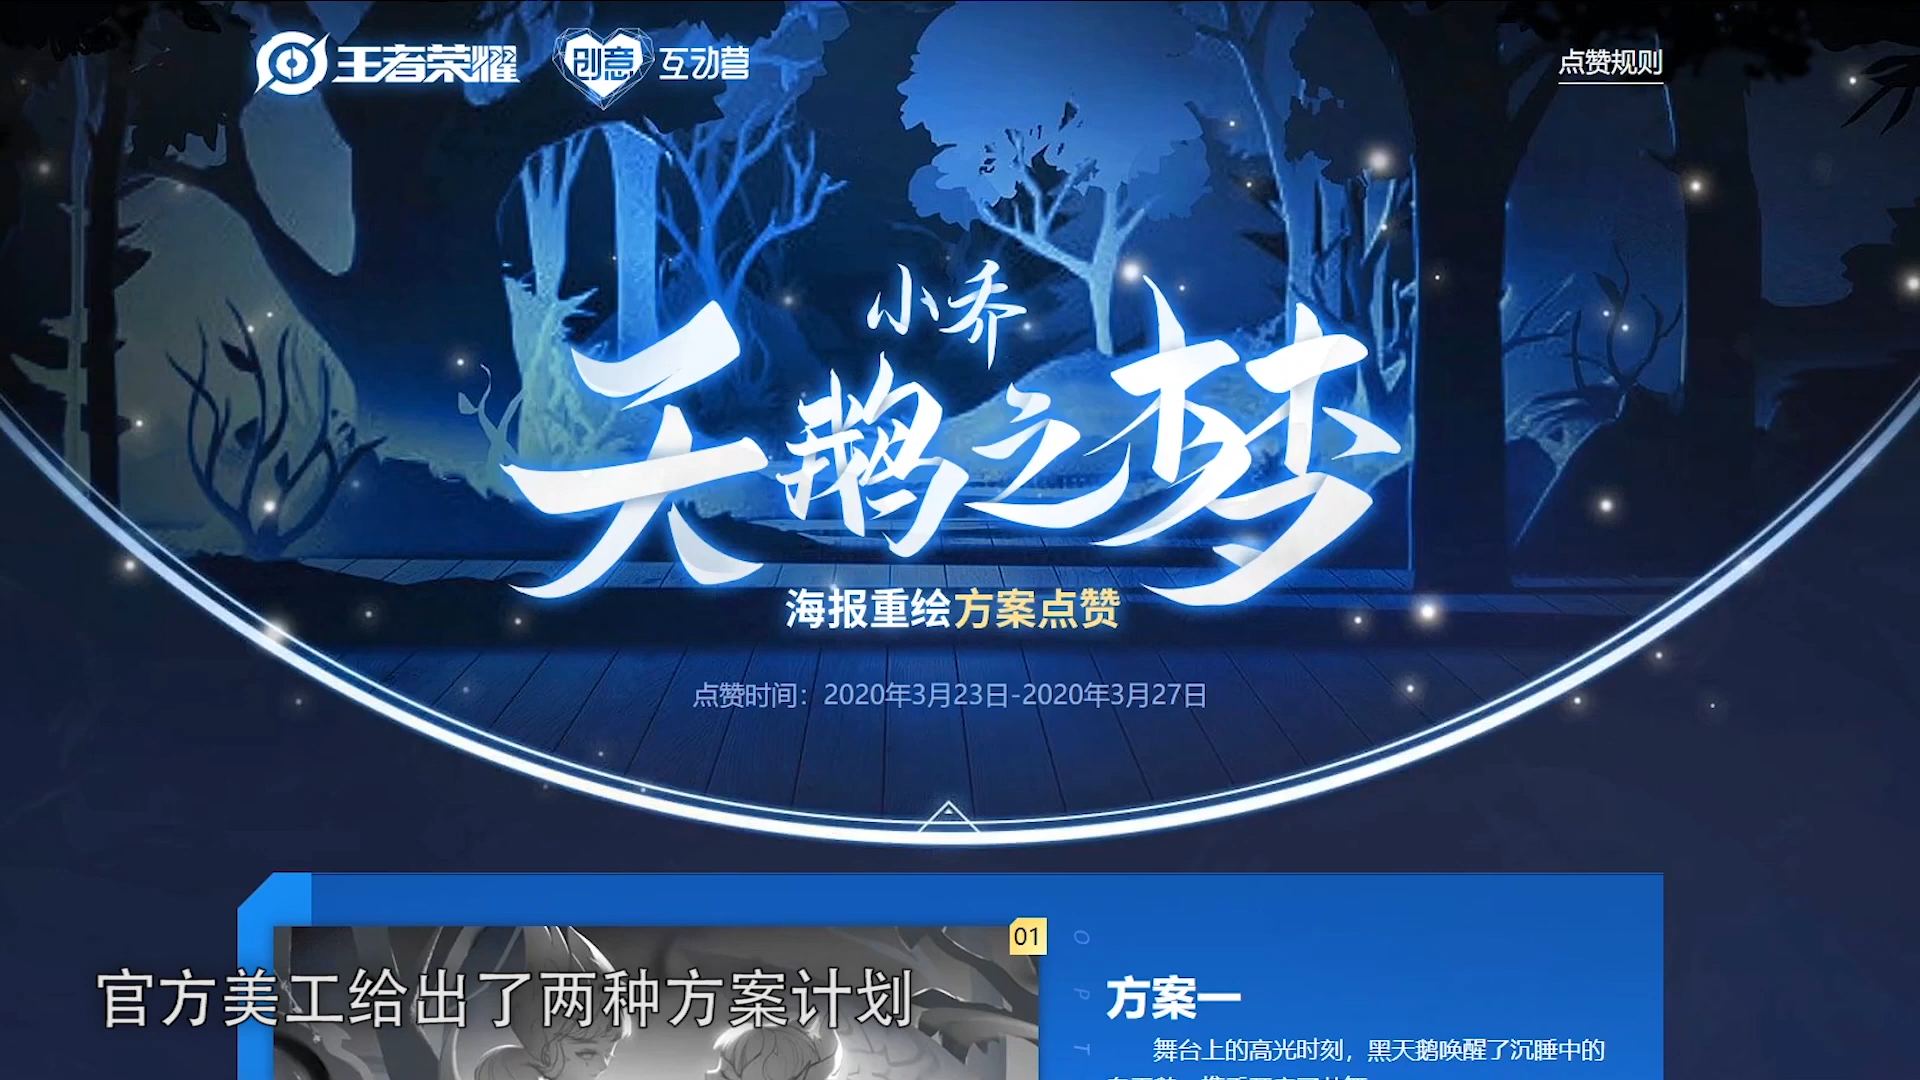 王者荣耀
创意 互动营
点赞规则
小乔
天鹅之梦
海报重绘方案点赞
点赞时间：2020年3月23日-2020年3月27日
01
O P T
方案一
舞台上的高光时刻，黑天鹅唤醒了沉睡中的
官方美工给出了两种方案计划